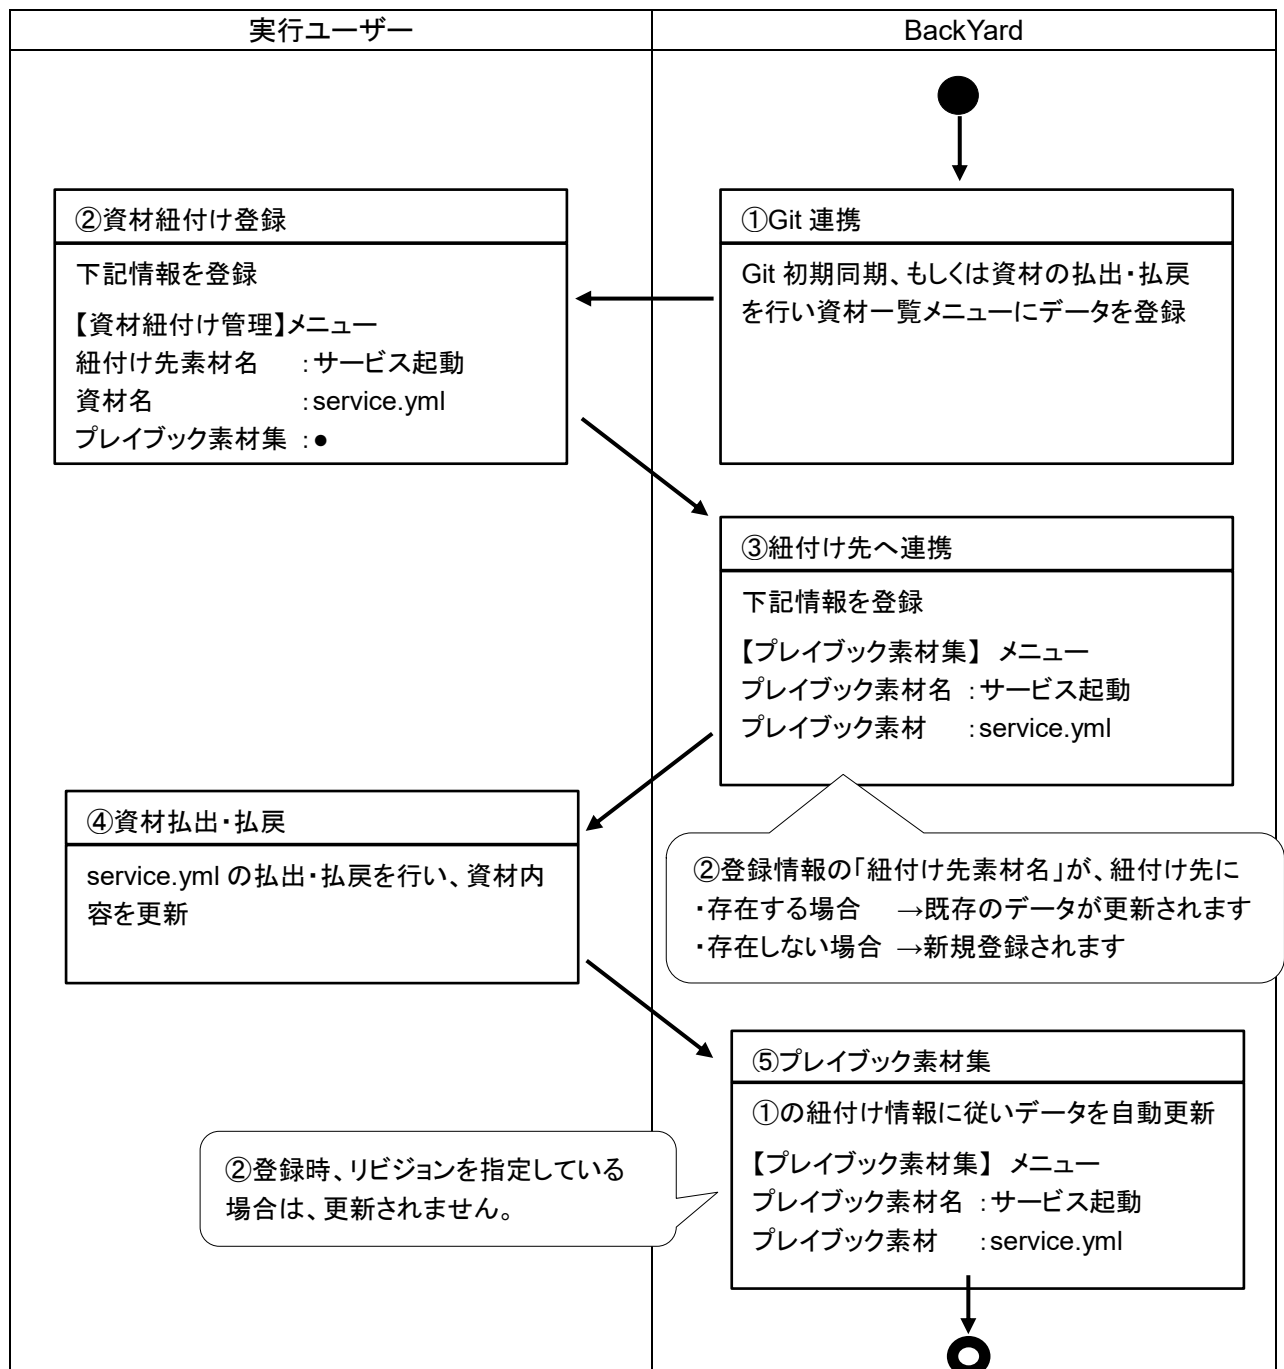 実行ユーザー
BackYard
①Git 連携
Git 初期同期、もしくは資材の払出・払戻
を行い資材一覧メニューにデータを登録
②資材紐付け登録
下記情報を登録
【資材紐付け管理】メニュー
紐付け先素材名 :サービス起動
資材名 :service.yml
プレイブック素材集 :●
③紐付け先へ連携
下記情報を登録
【プレイブック素材集】 メニュー
プレイブック素材名 :サービス起動
プレイブック素材 :service.yml
②登録情報の「紐付け先素材名」が、紐付け先に
・存在する場合 →既存のデータが更新されます
・存在しない場合 →新規登録されます
④資材払出・払戻
service.yml の払出・払戻を行い、資材内
容を更新
⑤プレイブック素材集
①の紐付け情報に従いデータを自動更新
【プレイブック素材集】 メニュー
プレイブック素材名 :サービス起動
プレイブック素材 :service.yml
②登録時、リビジョンを指定している
場合は、更新されません。